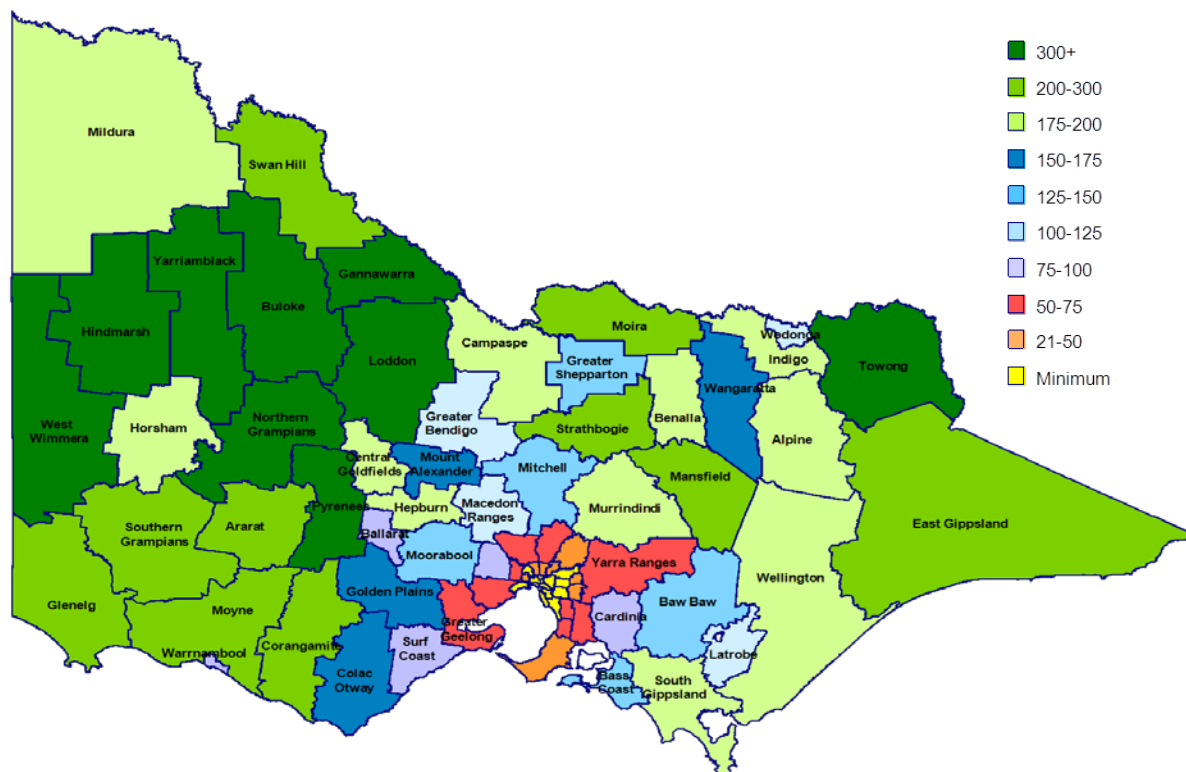 300+
200-300
175-200
150-175
125-150
100-125
75-100
50-75
21-50
Minimum
Mildura
Swan Hill
Yarriambiack
Gannawarra
Buloke
Hindmarsh
Loddon
Campaspe
Moira
Greater
Shepparton
Wodonga
Indigo
Towong
Wangaratta
West
Wimmera
Horsham
Northern
Grampians
Greater
Bendigo
Strathbogie
Benalla
Alpine
Central
Goldfields
Mount
Alexander
Mitchell
Mansfield
Pyrenees
Hepburn
Macedon
Ranges
Murrindindi
Southern
Grampians
Ararat
Ballarat
Moorabool
East Gippsland
Yarra Ranges
Wellington
Glenelg
Moyne
Golden Plains
Baw Baw
Warrnambool
Corangamite
Greater
Geelong
Cardinia
Surf
Coast
Latrobe
Colac
Otway
Bass
Coast
South
Gippsland